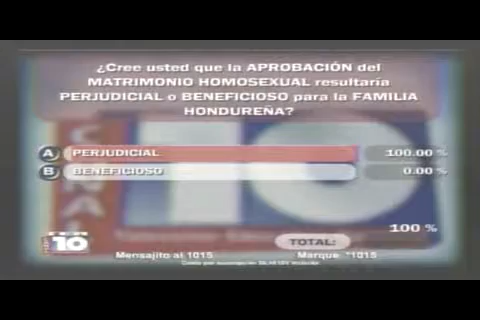 ¿Cree usted que la APROBACIÓN del
MATRIMONIO HOMOSEXUAL resultaría
PERJUDICIAL o BENEFICIOSO para la FAMILIA
HONDUREÑA?
A PERJUDICIAL 100.00 %
B BENEFICIOSO 0.00 %
100 %
TOTAL:
10
Mensajito al 1015 Marque *1015